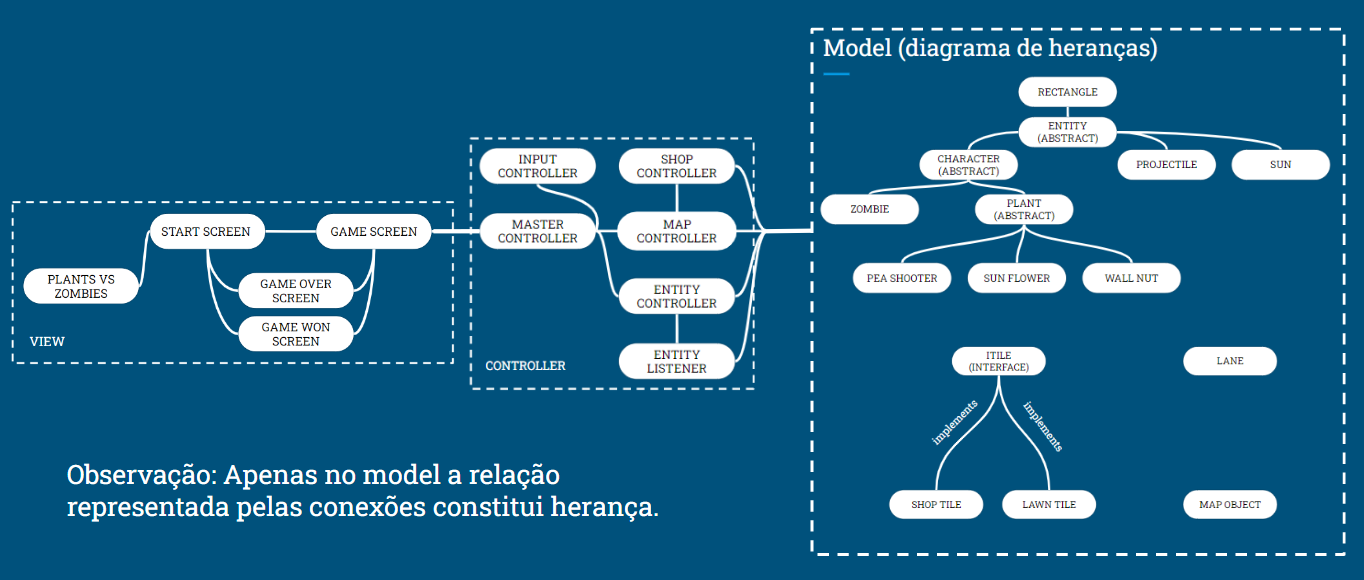 PLANTS VS
ZOMBIES
START SCREEN
GAME SCREEN
GAME OVER
SCREEN
GAME WON
SCREEN
VIEW
INPUT
CONTROLLER
SHOP
CONTROLLER
MASTER
CONTROLLER
MAP
CONTROLLER
ENTITY
CONTROLLER
ENTITY
LISTENER
CONTROLLER
Model (diagrama de heranças)
RECTANGLE
ENTITY
(ABSTRACT)
CHARACTER
(ABSTRACT)
PROJECTILE
SUN
ZOMBIE
PLANT
(ABSTRACT)
PEA SHOOTER
SUN FLOWER
WALL NUT
ITILE
(INTERFACE)
LANE
implements
implements
SHOP TILE
LAWN TILE
MAP OBJECT
Observação: Apenas no model a relação
representada pelas conexões constitui herança.